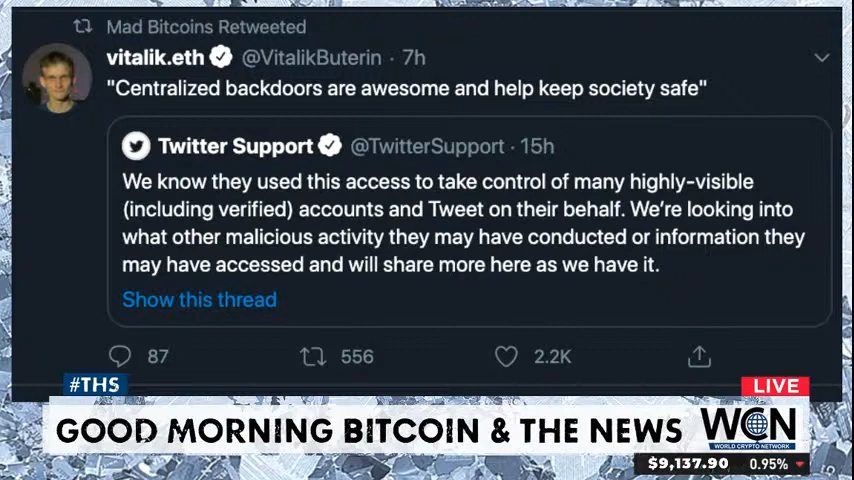 Mad Bitcoins Retweeted
vitalik.eth @VitalikButerin · 7h
"Centralized backdoors are awesome and help keep society safe"
Twitter Support @TwitterSupport · 15h
We know they used this access to take control of many highly-visible
(including verified) accounts and Tweet on their behalf. We're looking into
what other malicious activity they may have conducted or information they
may have accessed and will share more here as we have it.
Show this thread
87 556 2.2K
#THS
LIVE
GOOD MORNING BITCOIN & THE NEWS
WCN
WORLD CRYPTO NETWORK
$9,137.90 0.95%